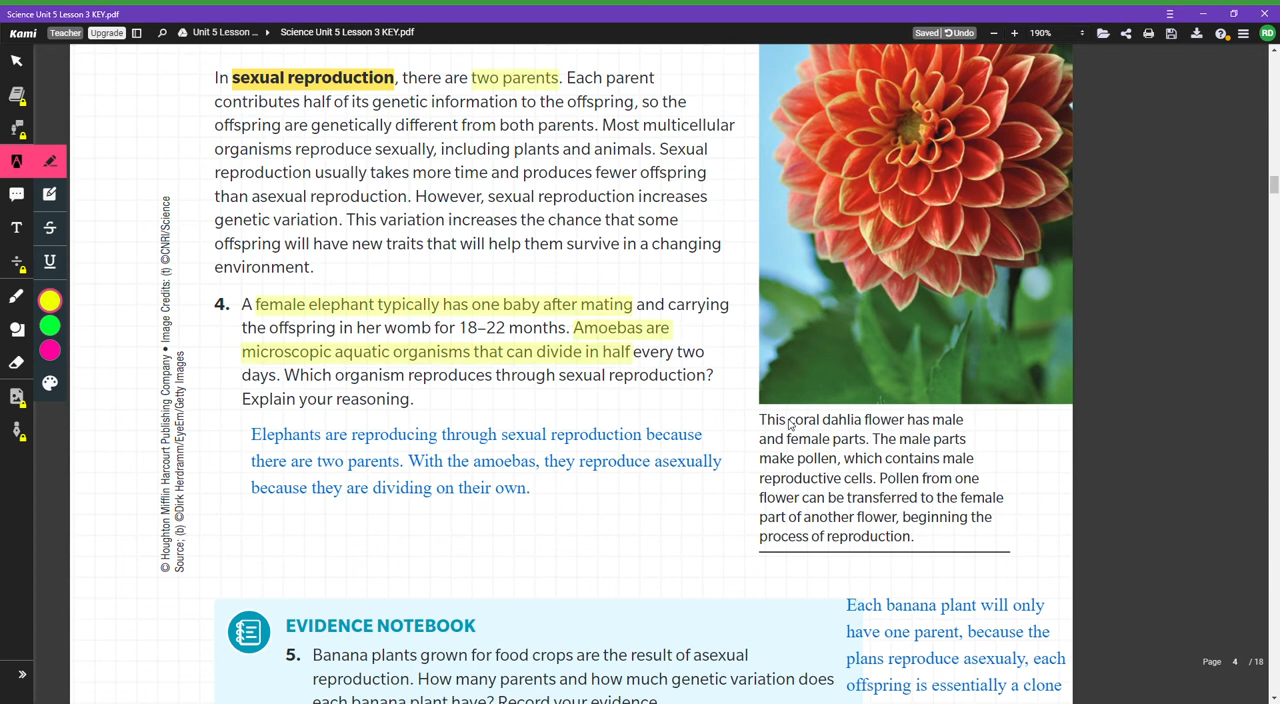 Science Unit 5 Lesson 3 KEY.pdf
Kami Teacher Upgrade Unit 5 Lesson ... Science Unit 5 Lesson 3 KEY.pdf Saved Undo 190% RD
In sexual reproduction, there are two parents. Each parent
contributes half of its genetic information to the offspring, so the
offspring are genetically different from both parents. Most multicellular
organisms reproduce sexually, including plants and animals. Sexual
reproduction usually takes more time and produces fewer offspring
than asexual reproduction. However, sexual reproduction increases
genetic variation. This variation increases the chance that some
offspring will have new traits that will help them survive in a changing
environment.
4. A female elephant typically has one baby after mating and carrying
the offspring in her womb for 18–22 months. Amoebas are
microscopic aquatic organisms that can divide in half every two
days. Which organism reproduces through sexual reproduction?
Explain your reasoning.
Elephants are reproducing through sexual reproduction because
there are two parents. With the amoebas, they reproduce asexually
because they are dividing on their own.
© Houghton Mifflin Harcourt Publishing Company • Image Credits: (t) ©CNRI/Science
Source; (b) ©Dirk Herdramm/EyeEm/Getty Images
This coral dahlia flower has male
and female parts. The male parts
make pollen, which contains male
reproductive cells. Pollen from one
flower can be transferred to the female
part of another flower, beginning the
process of reproduction.
EVIDENCE NOTEBOOK
5. Banana plants grown for food crops are the result of asexual
reproduction. How many parents and how much genetic variation does
each banana plant have? Record your evidence.
Each banana plant will only
have one parent, because the
plans reproduce asexualy, each
offspring is essentially a clone
Page 4 / 18